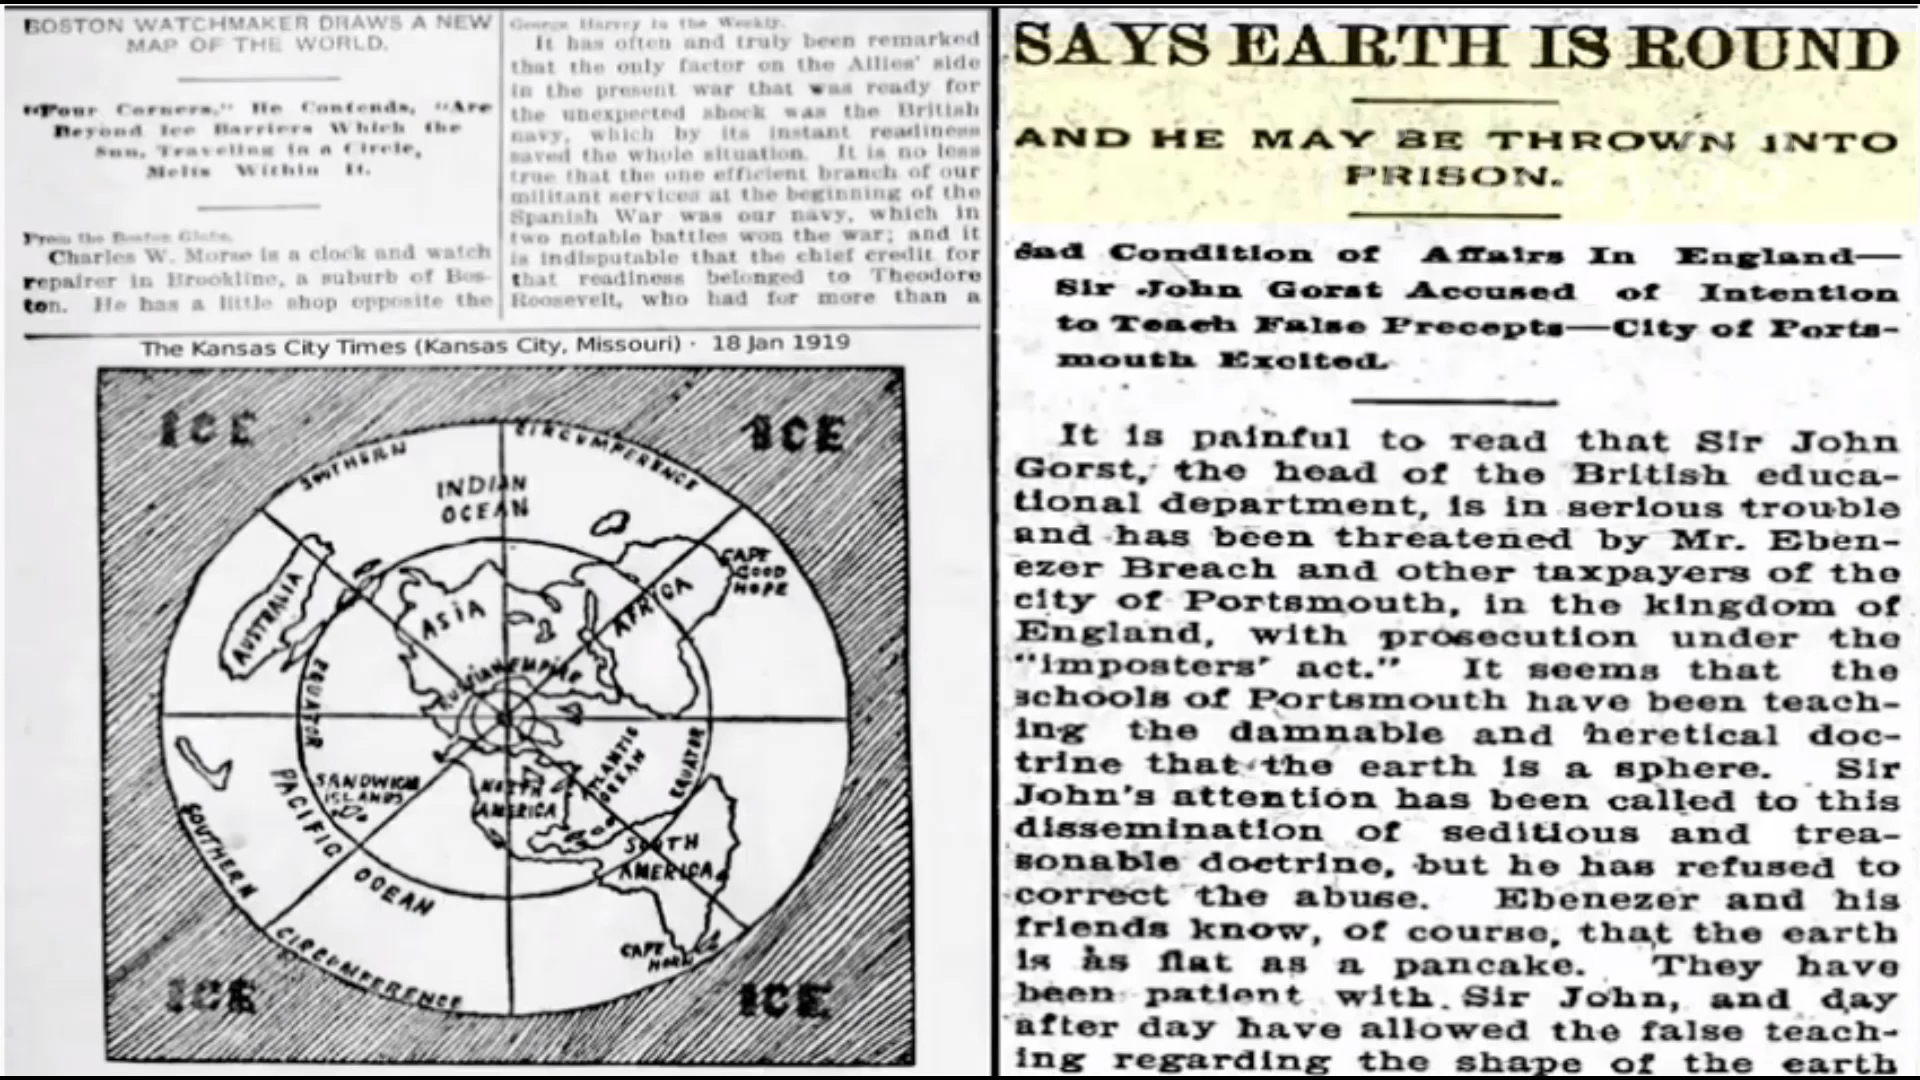 BOSTON WATCHMAKER DRAWS A NEW
MAP OF THE WORLD.
"Four Corners," He Contends, "Are
Beyond Ice Barriers Which the
Sun, Traveling in a Circle,
Melts Within It.
From the Boston Globe.
Charles W. Morse is a clock and watch
repairer in Brookline, a suburb of Bos-
ton. He has a little shop opposite the
George Harvey in the Weekly.
It has often and truly been remarked
that the only factor on the Allies' side
in the present war that was ready for
the unexpected shock was the British
navy, which by its instant readiness
saved the whole situation. It is no less
true that the one efficient branch of our
militant services at the beginning of the
Spanish War was our navy, which in
two notable battles won the war; and it
is indisputable that the chief credit for
that readiness belonged to Theodore
Roosevelt, who had for more than a
The Kansas City Times (Kansas City, Missouri) · 18 Jan 1919
ICE
ICE
SOUTHERN
CIRCUMFERENCE
INDIAN
OCEAN
CAPE
GOOD
HOPE
AUSTRALIA
ASIA
AFRICA
RUSSIAN EMPIRE
EQUATOR
ATLANTIC
OCEAN
EQUATOR
SANDWICH
ISLANDS
NORTH
AMERICA
PACIFIC
OCEAN
SOUTH
AMERICA
SOUTHERN
CIRCUMFERENCE
CAPE
HORN
ICE
ICE
SAYS EARTH IS ROUND
AND HE MAY BE THROWN INTO
PRISON.
Sad Condition of Affairs In England—
Sir John Gorst Accused of Intention
to Teach False Precepts—City of Ports-
mouth Excited.
It is painful to read that Sir John
Gorst, the head of the British educa-
tional department, is in serious trouble
and has been threatened by Mr. Eben-
ezer Breach and other taxpayers of the
city of Portsmouth, in the kingdom of
England, with prosecution under the
"imposters' act." It seems that the
schools of Portsmouth have been teach-
ing the damnable and heretical doc-
trine that the earth is a sphere. Sir
John's attention has been called to this
dissemination of seditious and trea-
sonable doctrine, but he has refused to
correct the abuse. Ebenezer and his
friends know, of course, that the earth
is as flat as a pancake. They have
been patient with Sir John, and day
after day have allowed the false teach-
ing regarding the shape of the earth